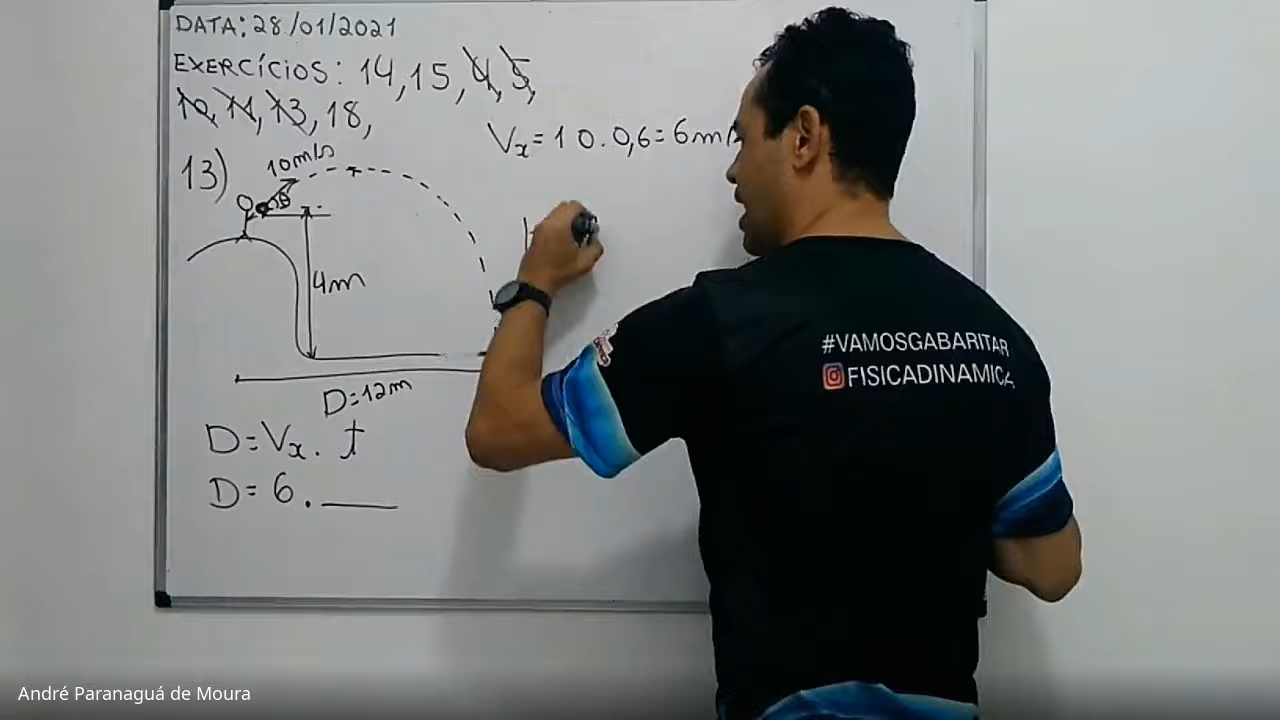 DATA: 28/01/2021
EXERCÍCIOS: 14, 15, 4, 5,
10, 11, 13, 18,
Vx = 10.0,6 = 6m/
13)
10m/s
θ
4m
D=12m
D = Vx. t
D = 6. ____
#VAMOSGABARITAR
FISICADINAMICA
André Paranaguá de Moura